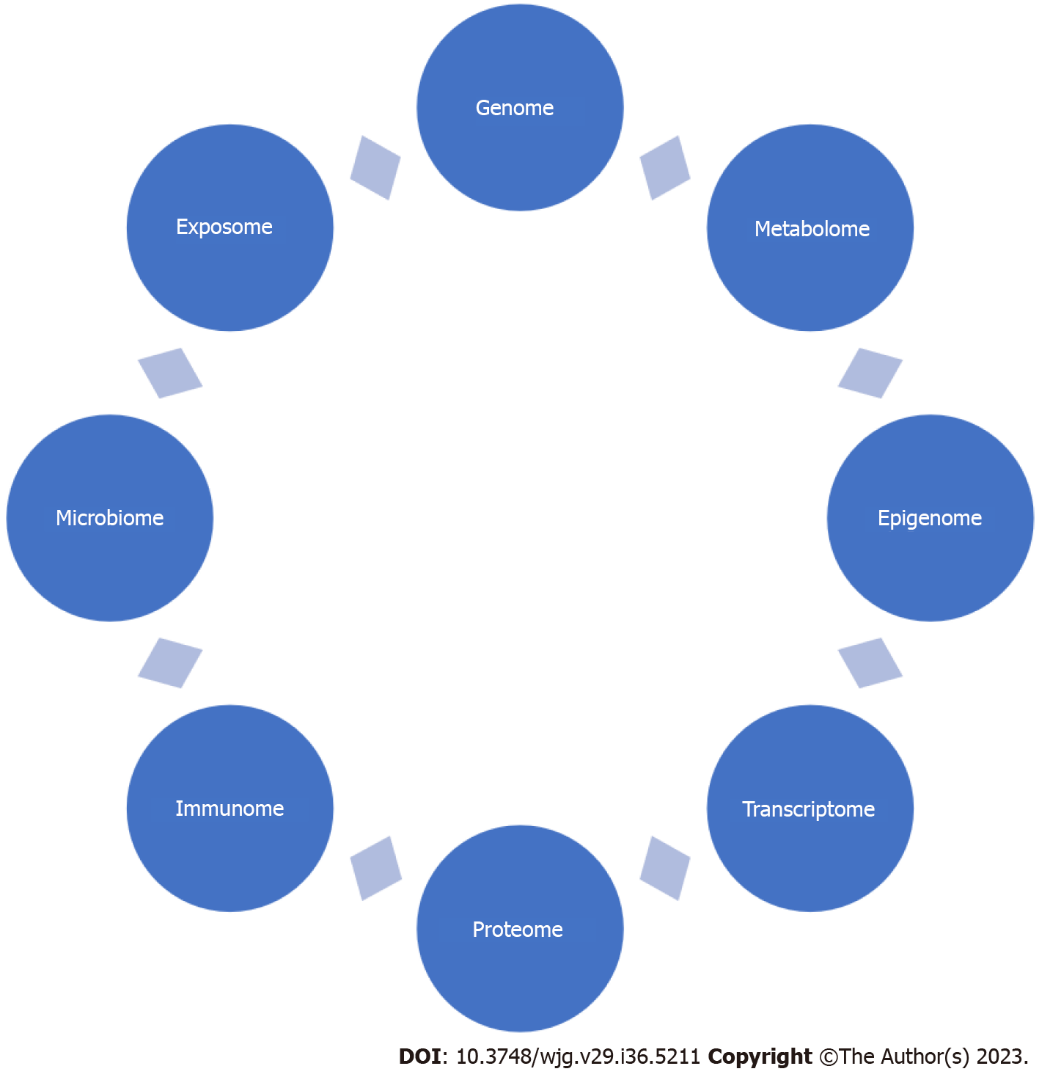 Genome
Metabolome
Epigenome
Transcriptome
Proteome
Immunome
Microbiome
Exposome
DOI: 10.3748/wjg.v29.i36.5211 Copyright ©The Author(s) 2023.